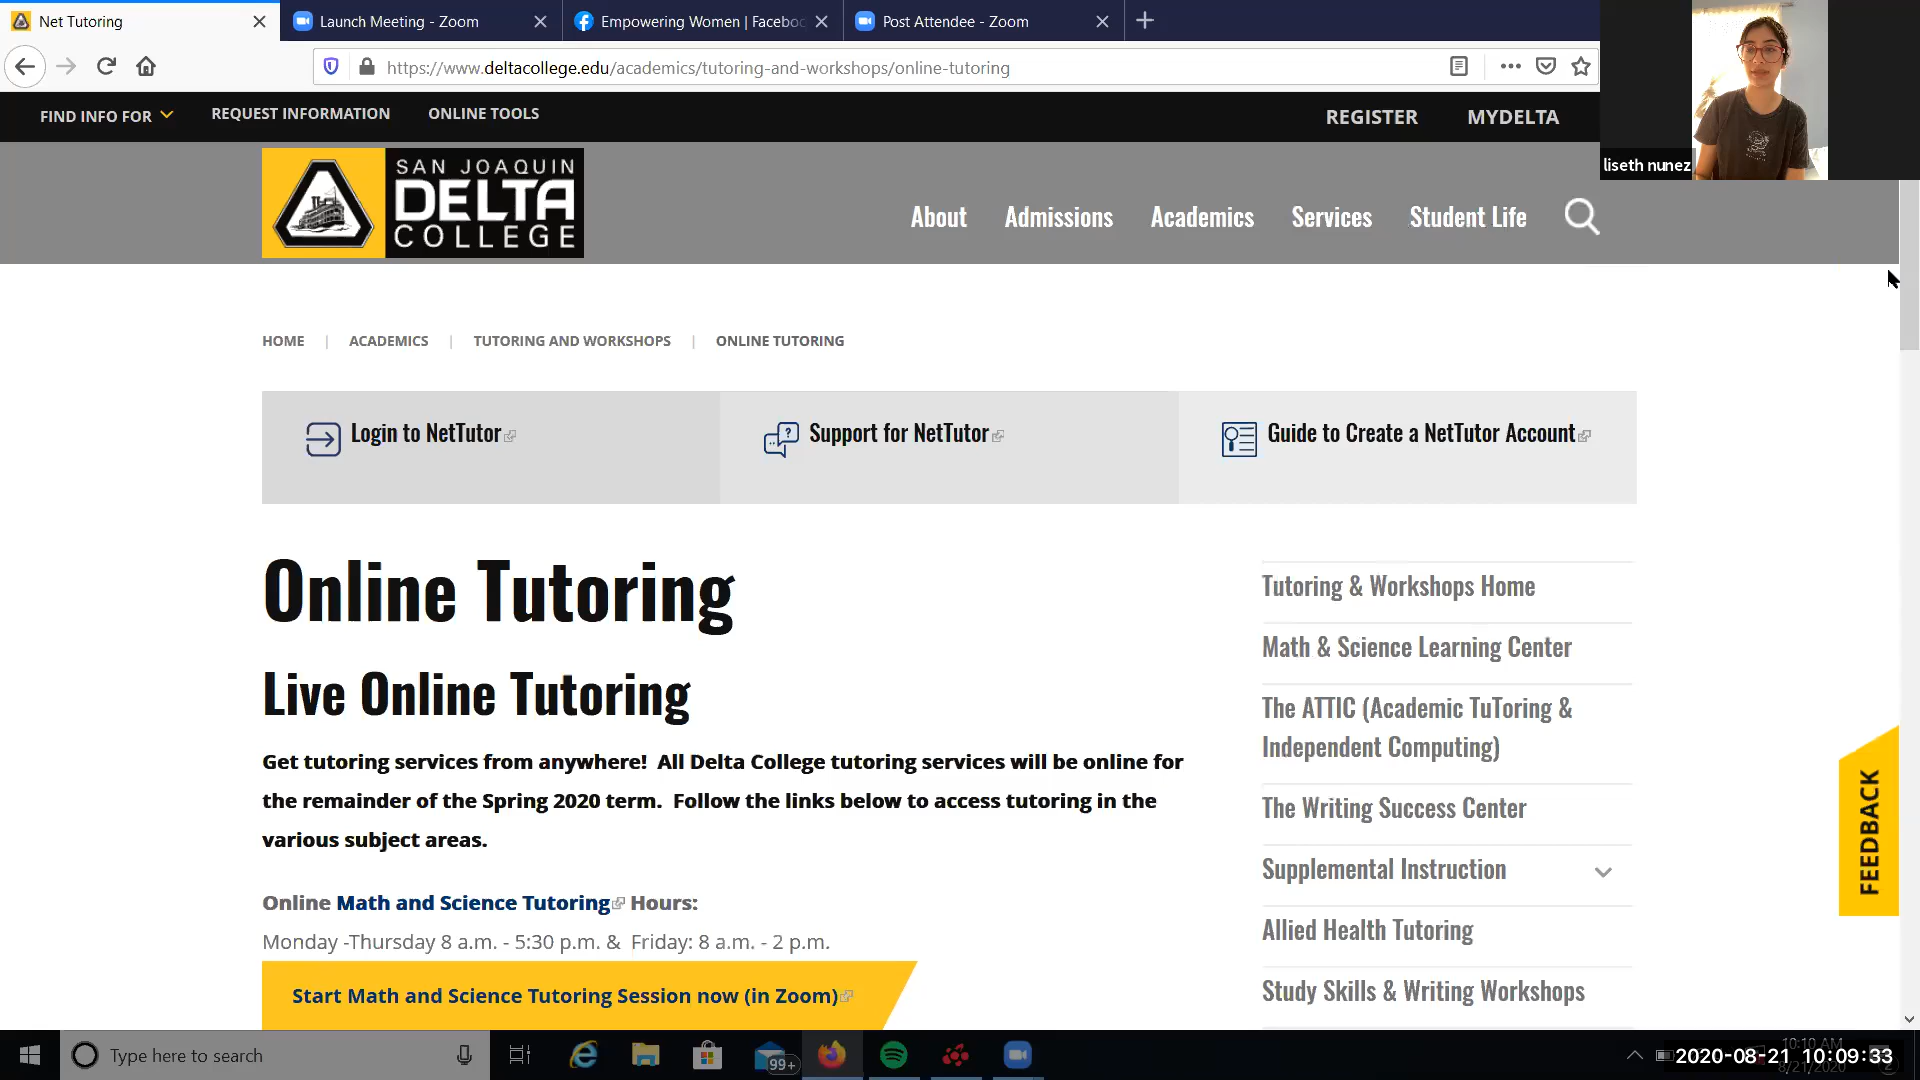 Net Tutoring
Launch Meeting - Zoom
Empowering Women | Faceboo
Post Attendee - Zoom
https://www.deltacollege.edu/academics/tutoring-and-workshops/online-tutoring
FIND INFO FOR
REQUEST INFORMATION
ONLINE TOOLS
REGISTER
MYDELTA
liseth nunez
SAN JOAQUIN
DELTA
COLLEGE
About
Admissions
Academics
Services
Student Life
HOME | ACADEMICS | TUTORING AND WORKSHOPS | ONLINE TUTORING
Login to NetTutor
Support for NetTutor
Guide to Create a NetTutor Account
Online Tutoring
Live Online Tutoring
Get tutoring services from anywhere! All Delta College tutoring services will be online for
the remainder of the Spring 2020 term. Follow the links below to access tutoring in the
various subject areas.
Online Math and Science Tutoring Hours:
Monday -Thursday 8 a.m. - 5:30 p.m. & Friday: 8 a.m. - 2 p.m.
Start Math and Science Tutoring Session now (in Zoom)
Tutoring & Workshops Home
Math & Science Learning Center
The ATTIC (Academic TuToring &
Independent Computing)
The Writing Success Center
Supplemental Instruction
Allied Health Tutoring
Study Skills & Writing Workshops
FEEDBACK
Type here to search
99+
10:10 AM
8/21/2020
2020-08-21 10:09:33